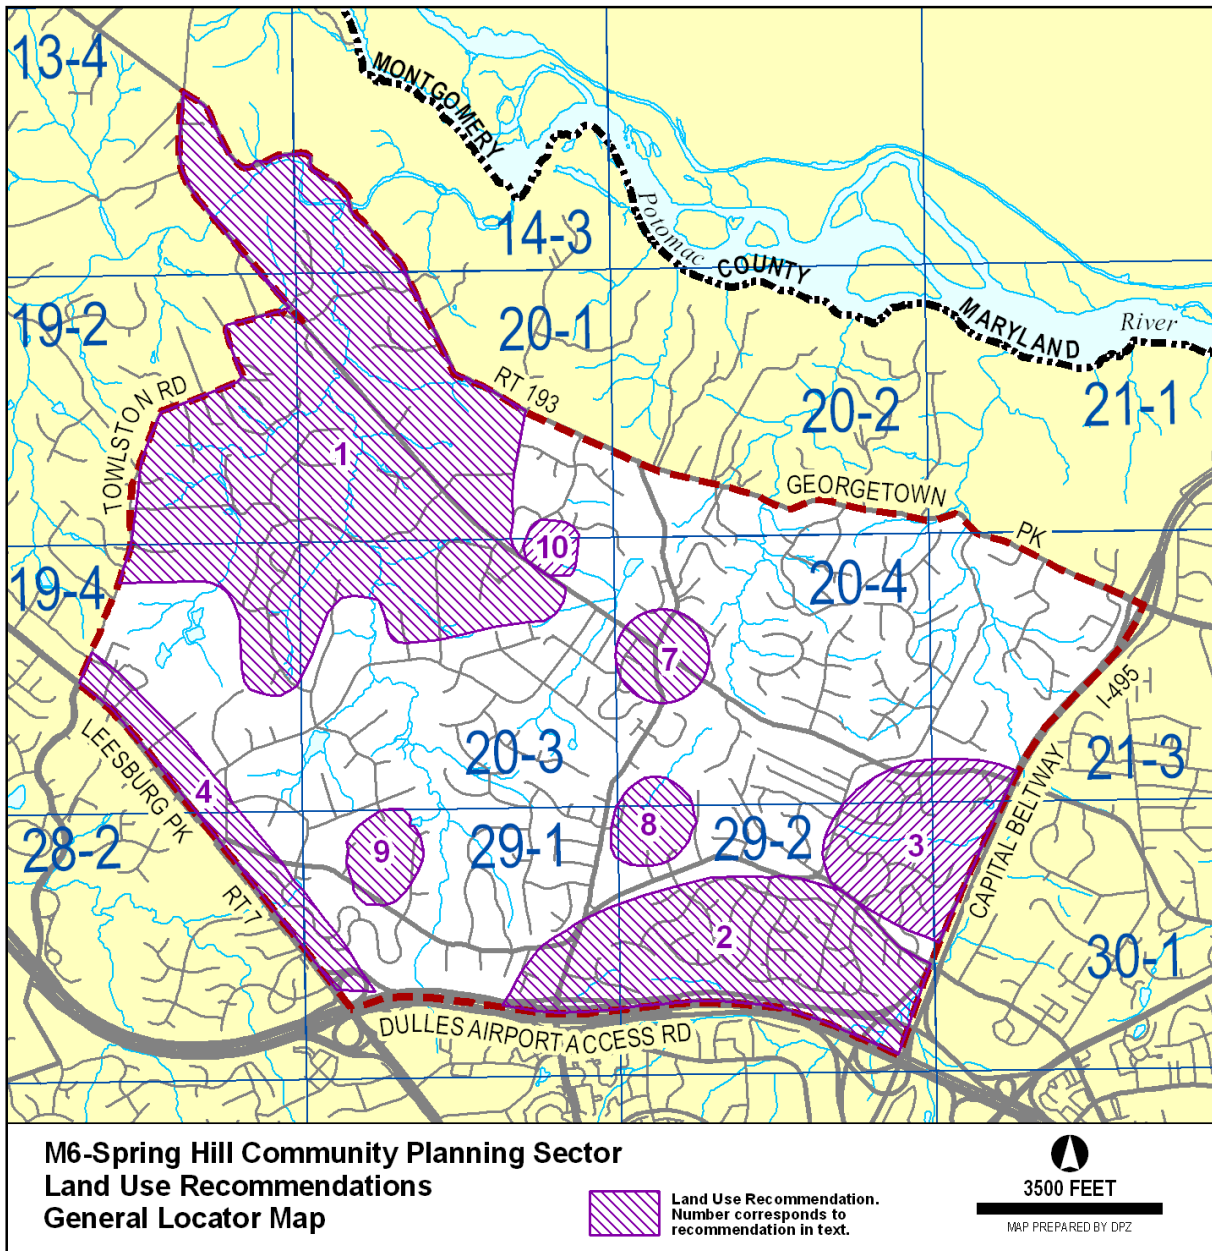 13-4
MONTGOMERY
14-3
Potomac
COUNTY
MARYLAND
River
19-2
20-1
RT 193
20-2
21-1
TOWLSTON RD
1
GEORGETOWN
PK
10
19-4
20-4
7
I-495
LEESBURG PK
4
20-3
21-3
CAPITAL BELTWAY
28-2
9
29-1
8
29-2
3
RT 7
2
30-1
DULLES AIRPORT ACCESS RD
M6-Spring Hill Community Planning Sector
Land Use Recommendations
General Locator Map
Land Use Recommendation.
Number corresponds to
recommendation in text.
3500 FEET
MAP PREPARED BY DPZ